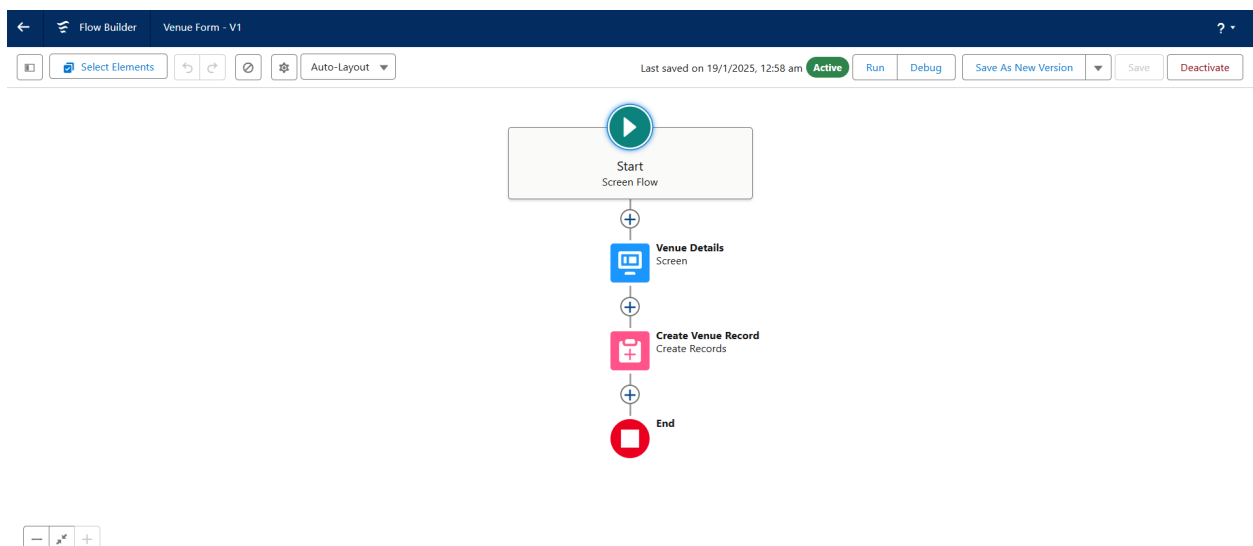 Flow Builder Venue Form - V1 ?
Select Elements Auto-Layout Last saved on 19/1/2025, 12:58 am Active Run Debug Save As New Version Save Deactivate
Start
Screen Flow
Venue Details
Screen
Create Venue Record
Create Records
End